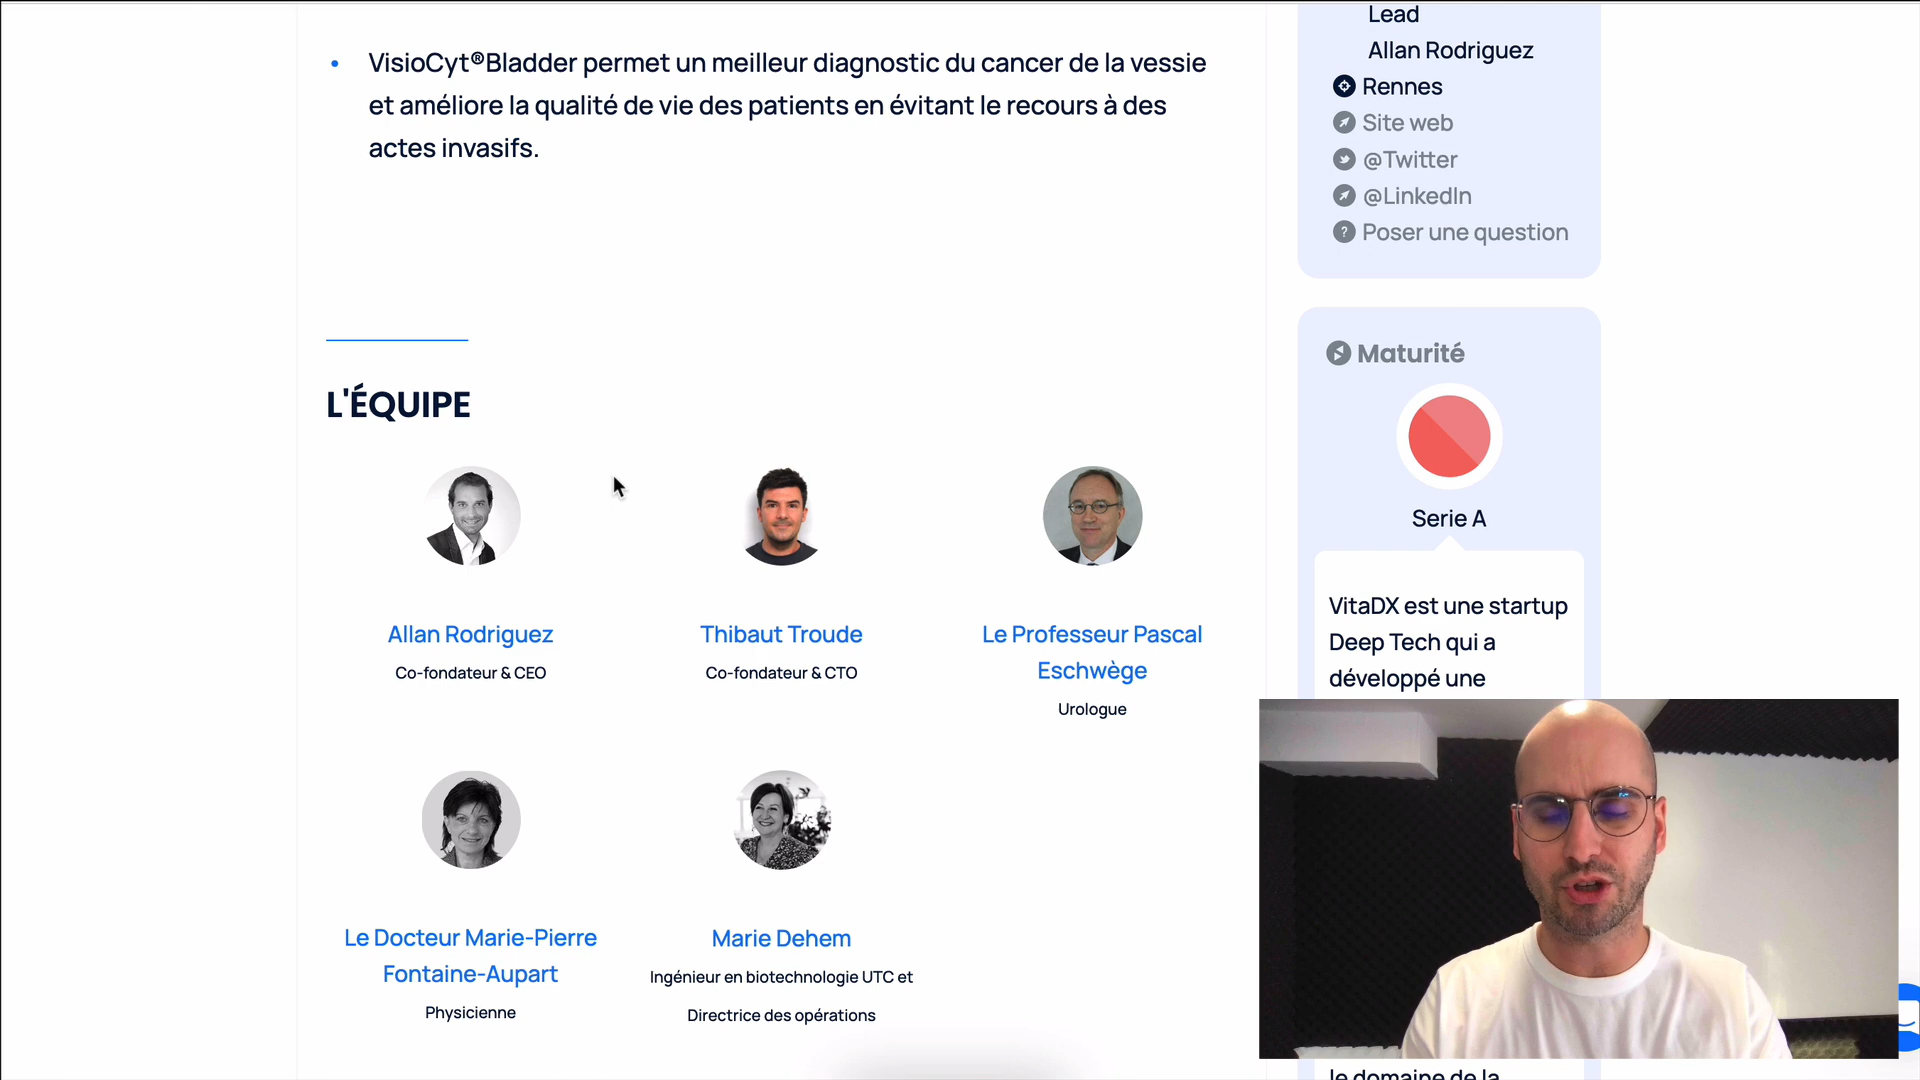 VisioCyt®Bladder permet un meilleur diagnostic du cancer de la vessie
et améliore la qualité de vie des patients en évitant le recours à des
actes invasifs.
L'ÉQUIPE
Allan Rodriguez
Co-fondateur & CEO
Thibaut Troude
Co-fondateur & CTO
Le Professeur Pascal
Eschwège
Urologue
Le Docteur Marie-Pierre
Fontaine-Aupart
Physicienne
Marie Dehem
Ingénieur en biotechnologie UTC et
Directrice des opérations
Lead
Allan Rodriguez
Rennes
Site web
@Twitter
@LinkedIn
Poser une question
Maturité
Serie A
VitaDX est une startup
Deep Tech qui a
développé une
le domaine de la